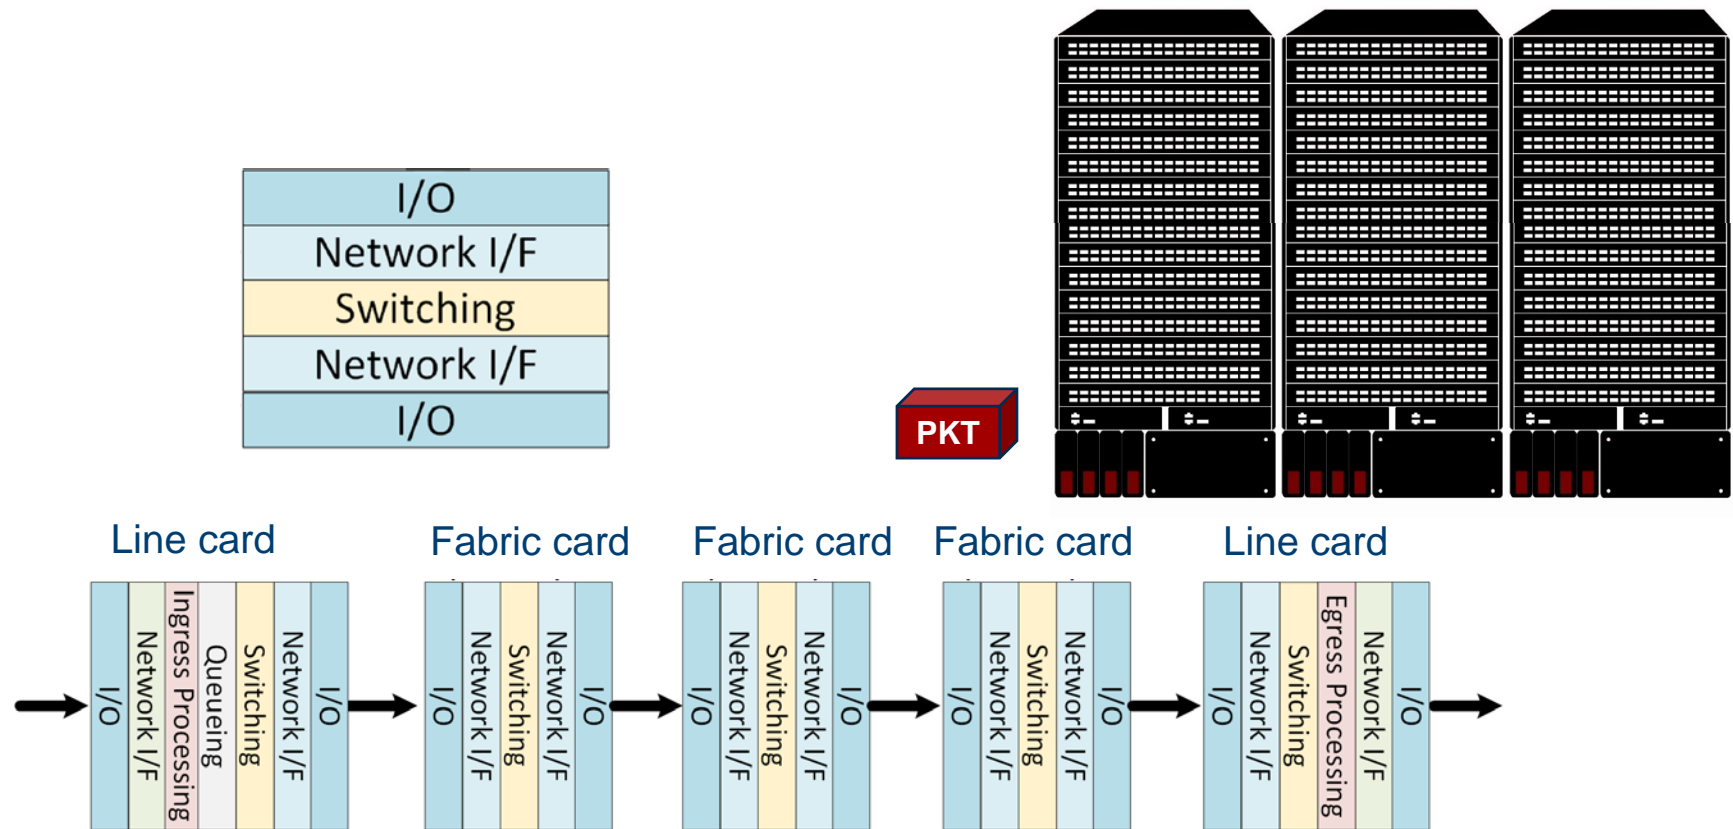 I/O
Network I/F
Switching
Network I/F
I/O
PKT
Line card
Fabric card
Fabric card
Fabric card
Line card
I/O
Network I/F
Ingress Processing
Queueing
Switching
Network I/F
I/O
I/O
Network I/F
Switching
Network I/F
I/O
I/O
Network I/F
Switching
Network I/F
I/O
I/O
Network I/F
Switching
Network I/F
I/O
I/O
Network I/F
Switching
Egress Processing
Network I/F
I/O